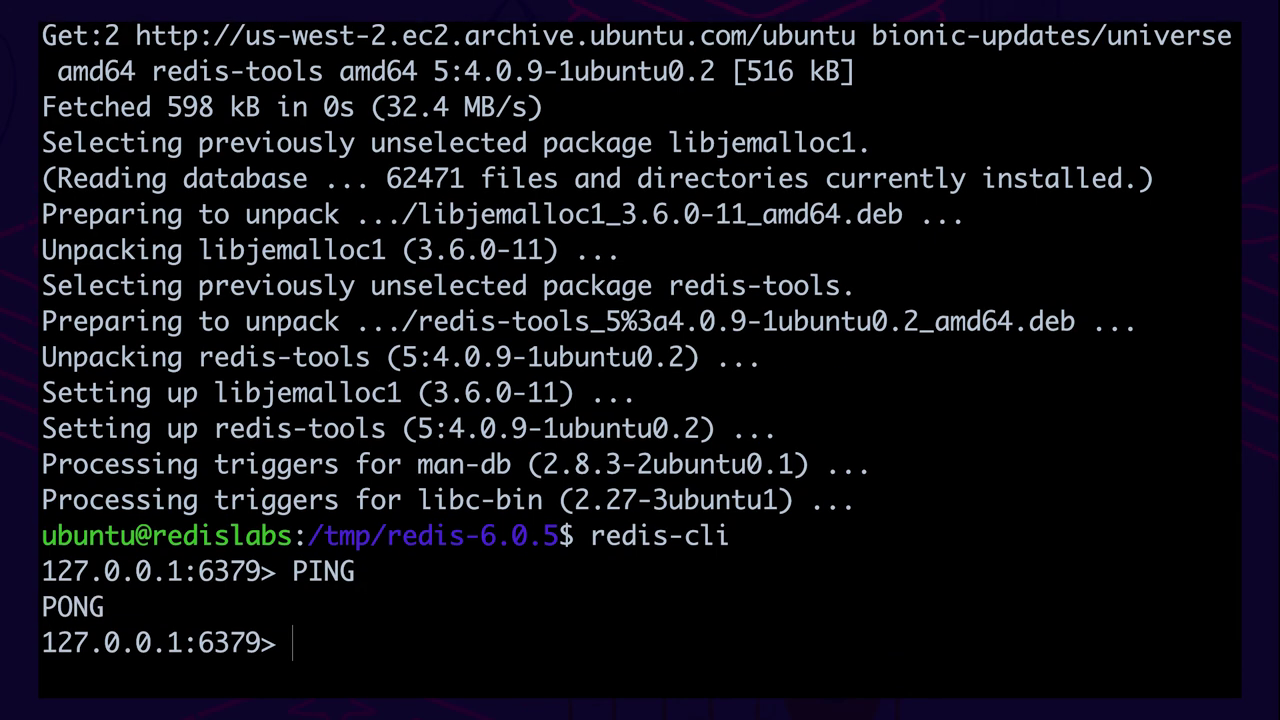 Get:2 http://us-west-2.ec2.archive.ubuntu.com/ubuntu bionic-updates/universe
amd64 redis-tools amd64 5:4.0.9-1ubuntu0.2 [516 kB]
Fetched 598 kB in 0s (32.4 MB/s)
Selecting previously unselected package libjemalloc1.
(Reading database ... 62471 files and directories currently installed.)
Preparing to unpack .../libjemalloc1_3.6.0-11_amd64.deb ...
Unpacking libjemalloc1 (3.6.0-11) ...
Selecting previously unselected package redis-tools.
Preparing to unpack .../redis-tools_5%3a4.0.9-1ubuntu0.2_amd64.deb ...
Unpacking redis-tools (5:4.0.9-1ubuntu0.2) ...
Setting up libjemalloc1 (3.6.0-11) ...
Setting up redis-tools (5:4.0.9-1ubuntu0.2) ...
Processing triggers for man-db (2.8.3-2ubuntu0.1) ...
Processing triggers for libc-bin (2.27-3ubuntu1) ...
ubuntu@redislabs:/tmp/redis-6.0.5$ redis-cli
127.0.0.1:6379> PING
PONG
127.0.0.1:6379>